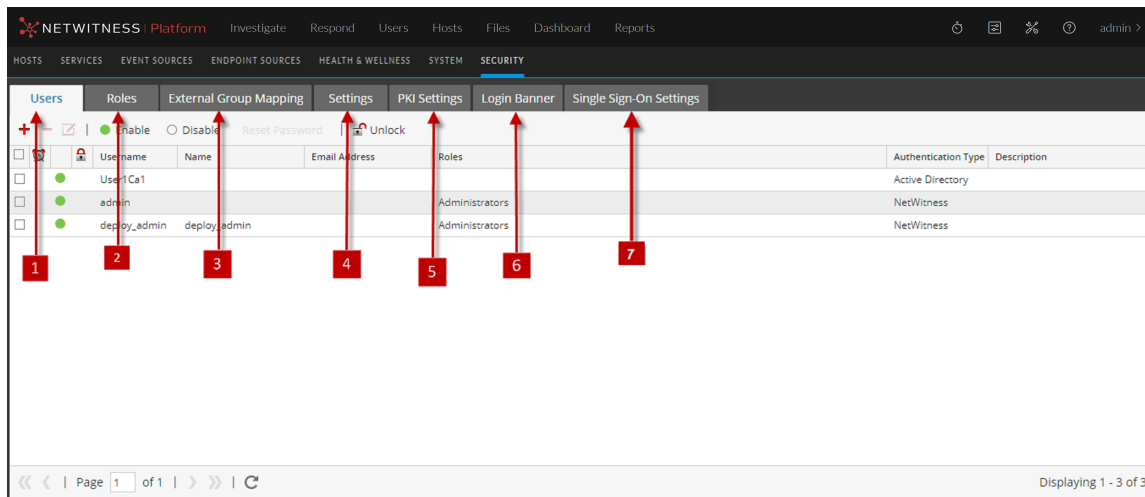 NETWITNESS | Platform Investigate Respond Users Hosts Files Dashboard Reports admin >
HOSTS SERVICES EVENT SOURCES ENDPOINT SOURCES HEALTH & WELLNESS SYSTEM SECURITY
Users Roles External Group Mapping Settings PKI Settings Login Banner Single Sign-On Settings
Enable Disable Reset Password Unlock
Username Name Email Address Roles Authentication Type Description
User1Ca1 Active Directory
admin Administrators NetWitness
deploy_admin deploy_admin Administrators NetWitness
1 2 3 4 5 6 7
Page 1 of 1 Displaying 1 - 3 of 3